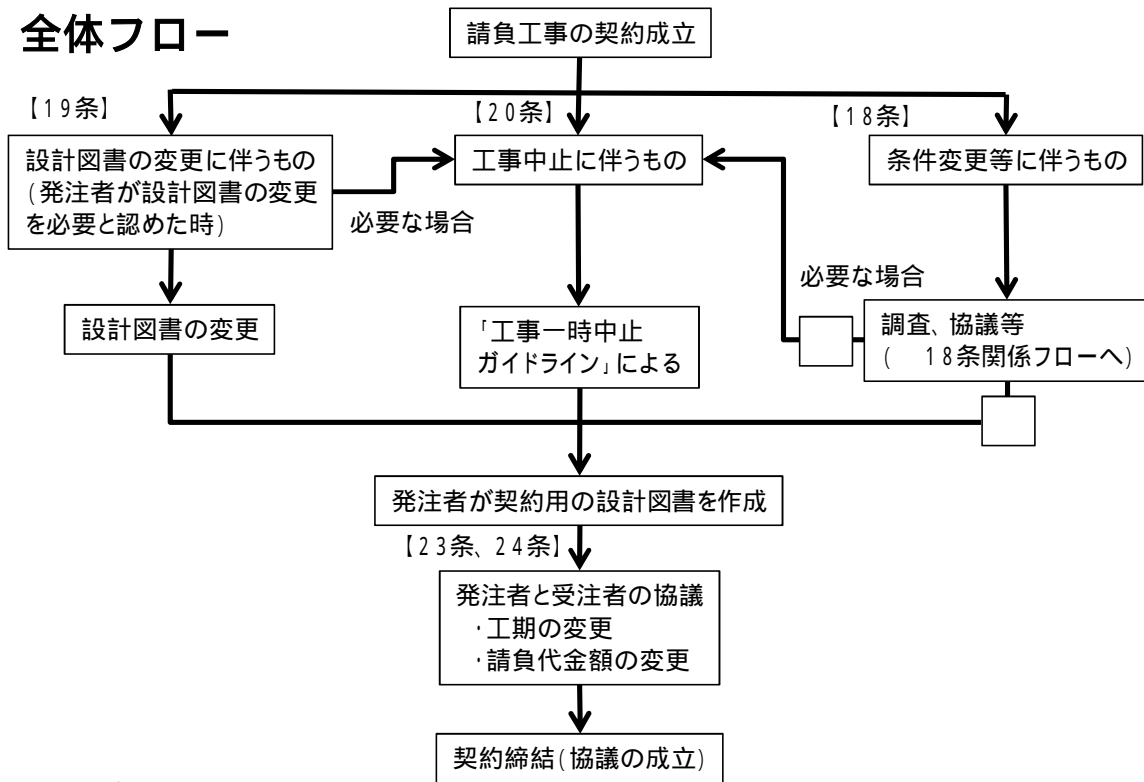 全体フロー
請負工事の契約成立
【19条】
【20条】
【18条】
設計図書の変更に伴うもの
(発注者が設計図書の変更
を必要と認めた時)
必要な場合
工事中止に伴うもの
条件変更等に伴うもの
必要な場合
設計図書の変更
「工事一時中止
ガイドライン」による
調査、協議等
(　18条関係フローへ)
発注者が契約用の設計図書を作成
【23条、24条】
発注者と受注者の協議
・工期の変更
・請負代金額の変更
契約締結(協議の成立)